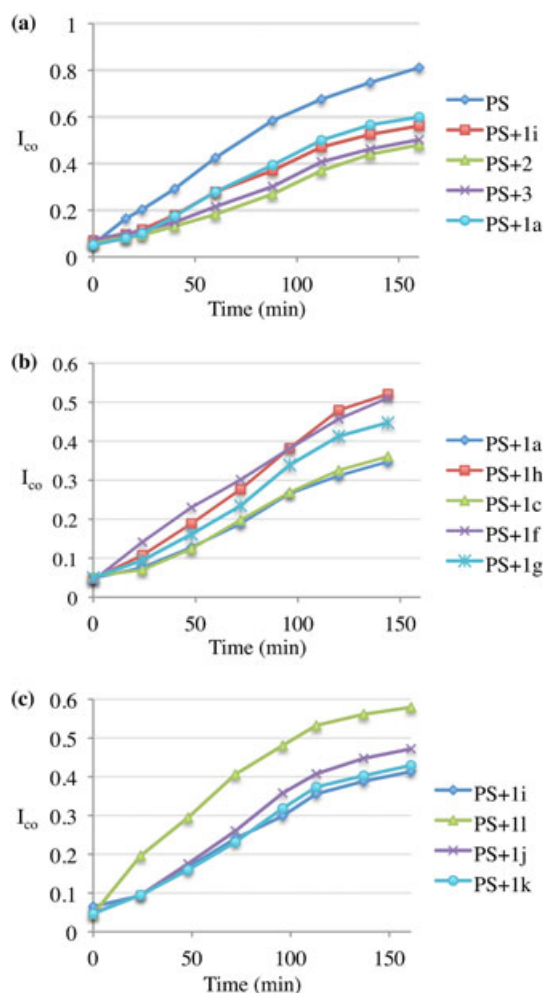 (a)
1
0.8
0.6
0.4
0.2
0
I_co
0 50 100 150
Time (min)
PS
PS+1i
PS+2
PS+3
PS+1a
(b)
0.6
0.5
0.4
0.3
0.2
0.1
0
I_co
0 50 100 150
Time (min)
PS+1a
PS+1h
PS+1c
PS+1f
PS+1g
(c)
0.6
0.5
0.4
0.3
0.2
0.1
0
I_co
0 50 100 150
Time (min)
PS+1i
PS+1l
PS+1j
PS+1k